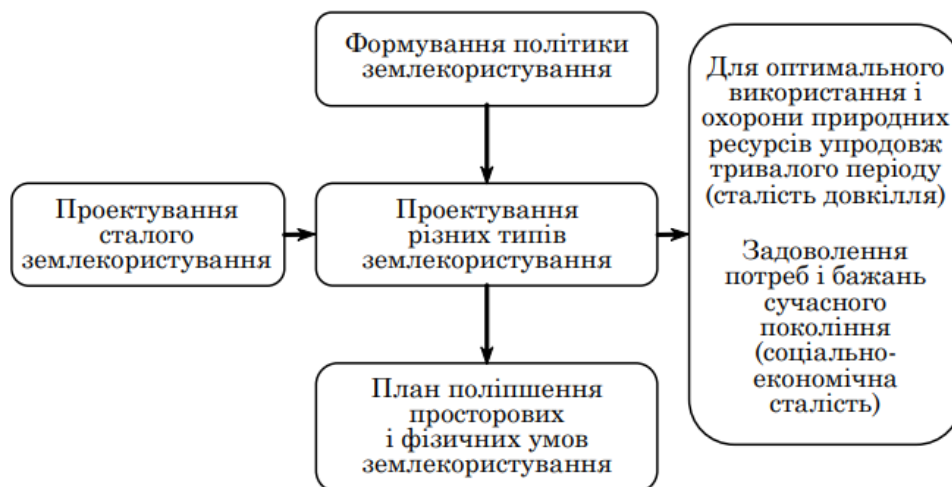 Формування політики
землекористування
Проектування
сталого
землекористування
Проектування
різних типів
землекористування
План поліпшення
просторових
і фізичних умов
землекористування
Для оптимального
використання і
охорони природних
ресурсів упродовж
тривалого періоду
(сталість довкілля)
Задоволення
потреб і бажань
сучасного
покоління
(соціально-
економічна
сталість)